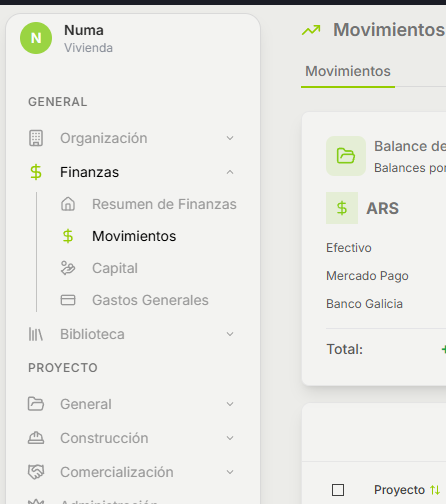 N
Numa
Vivienda
GENERAL
Organización
Finanzas
Resumen de Finanzas
Movimientos
Capital
Gastos Generales
Biblioteca
PROYECTO
General
Construcción
Comercialización
Movimientos
Movimientos
Balance de
Balances por
ARS
Efectivo
Mercado Pago
Banco Galicia
Total: +
Proyecto